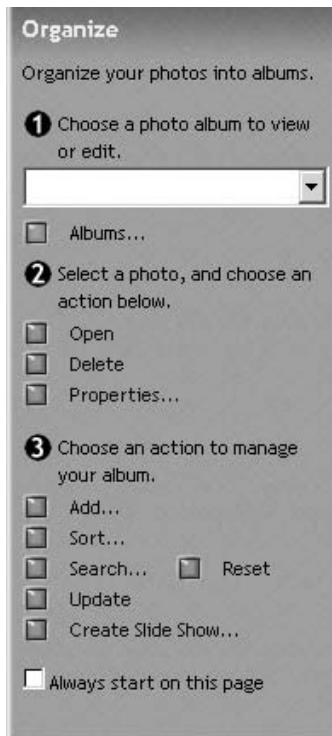 Organize
Organize your photos into albums.
1 Choose a photo album to view
or edit.
Albums...
2 Select a photo, and choose an
action below.
Open
Delete
Properties...
3 Choose an action to manage
your album.
Add...
Sort...
Search... Reset
Update
Create Slide Show...
Always start on this page